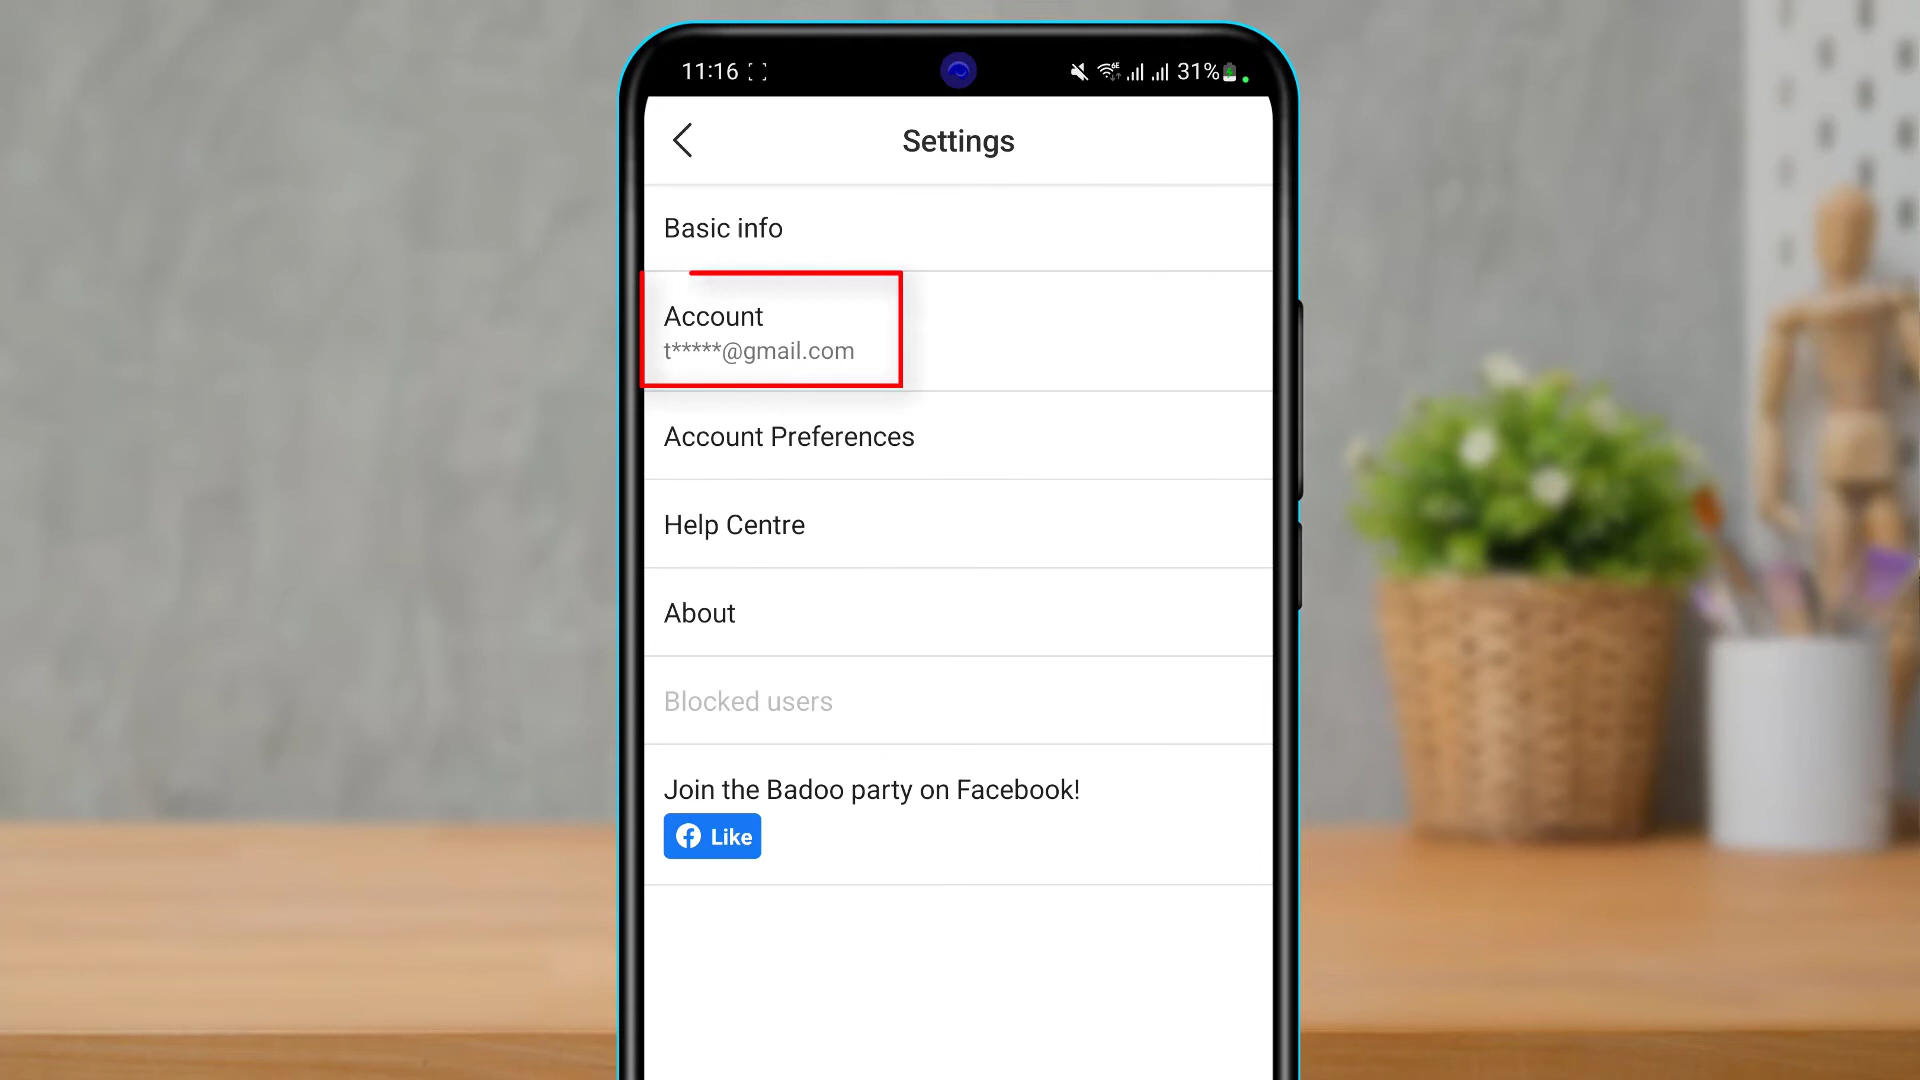 11:16
31%
Settings
Basic info
Account
t*****@gmail.com
Account Preferences
Help Centre
About
Blocked users
Join the Badoo party on Facebook!
Like